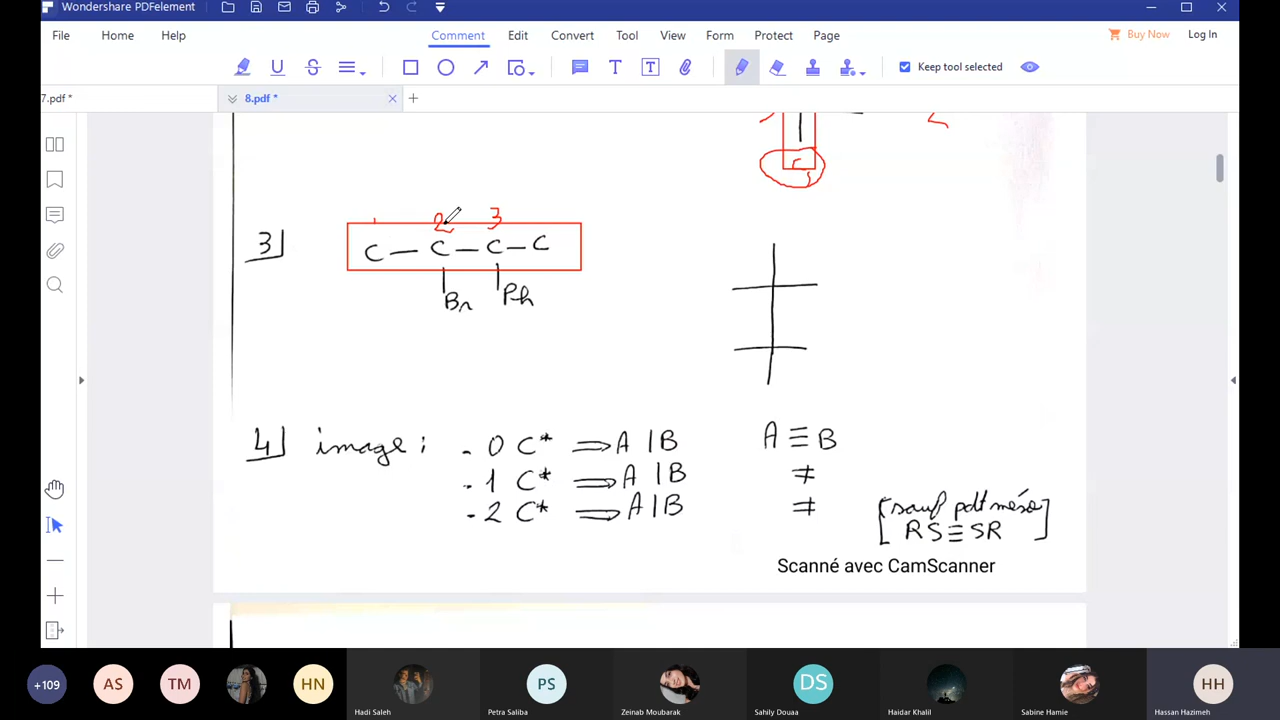 Wondershare PDFelement
File Home Help Comment Edit Convert Tool View Form Protect Page Buy Now Log In
Keep tool selected
7.pdf * 8.pdf *
2
1 2 3
3] C — C — C — C
Br Ph
4] image : - 0 C* ⟹ A | B A ≡ B
- 1 C* ⟹ A | B ≠
- 2 C* ⟹ A | B ≠ [sauf pdt méso
RS ≡ SR]
Scanné avec CamScanner
+109 AS TM HN PS DS HH
Hadi Saleh Petra Saliba Zeinab Moubarak Sahily Douaa Haidar Khalil Sabine Hamie Hassan Hazimeh